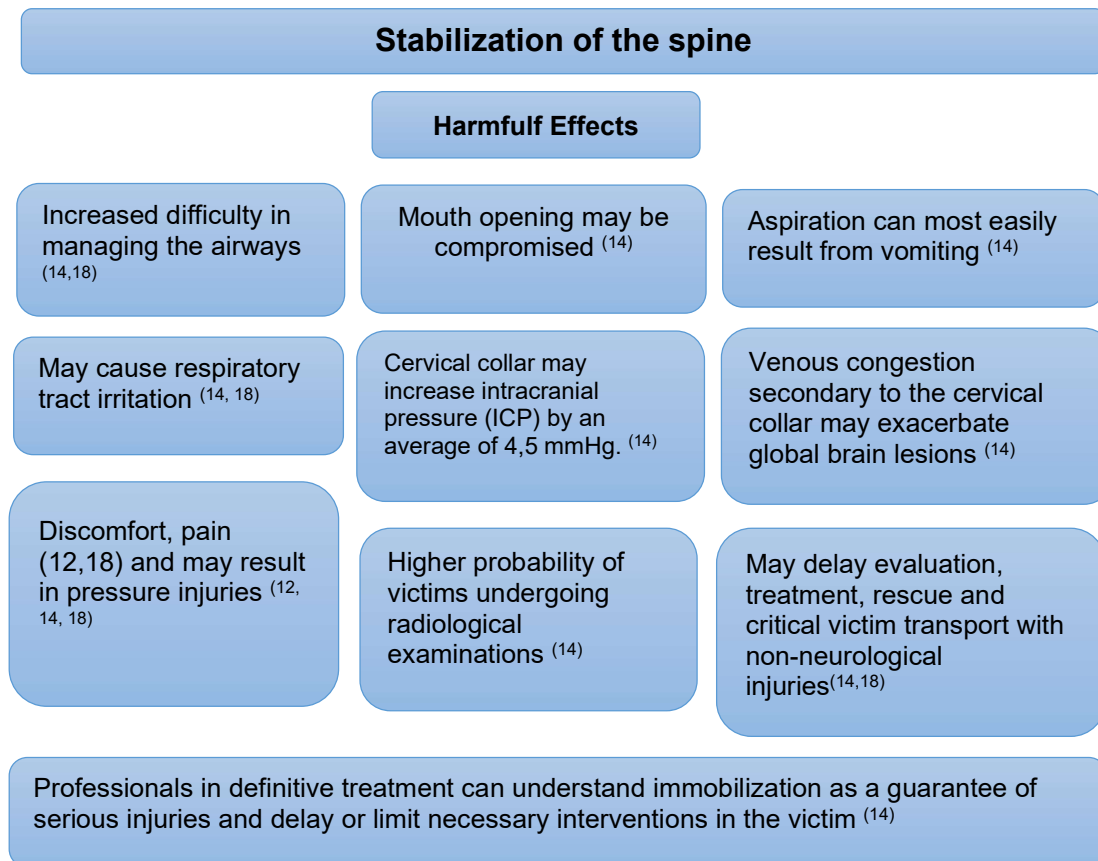 Stabilization of the spine
Harmfulf Effects
Increased difficulty in
managing the airways
(14,18)
Mouth opening may be
compromised (14)
Aspiration can most easily
result from vomiting (14)
May cause respiratory
tract irritation (14, 18)
Cervical collar may
increase intracranial
pressure (ICP) by an
average of 4,5 mmHg. (14)
Venous congestion
secondary to the cervical
collar may exacerbate
global brain lesions (14)
Discomfort, pain
(12,18) and may result
in pressure injuries (12,
14, 18)
Higher probability of
victims undergoing
radiological
examinations (14)
May delay evaluation,
treatment, rescue and
critical victim transport with
non-neurological
injuries(14,18)
Professionals in definitive treatment can understand immobilization as a guarantee of
serious injuries and delay or limit necessary interventions in the victim (14)